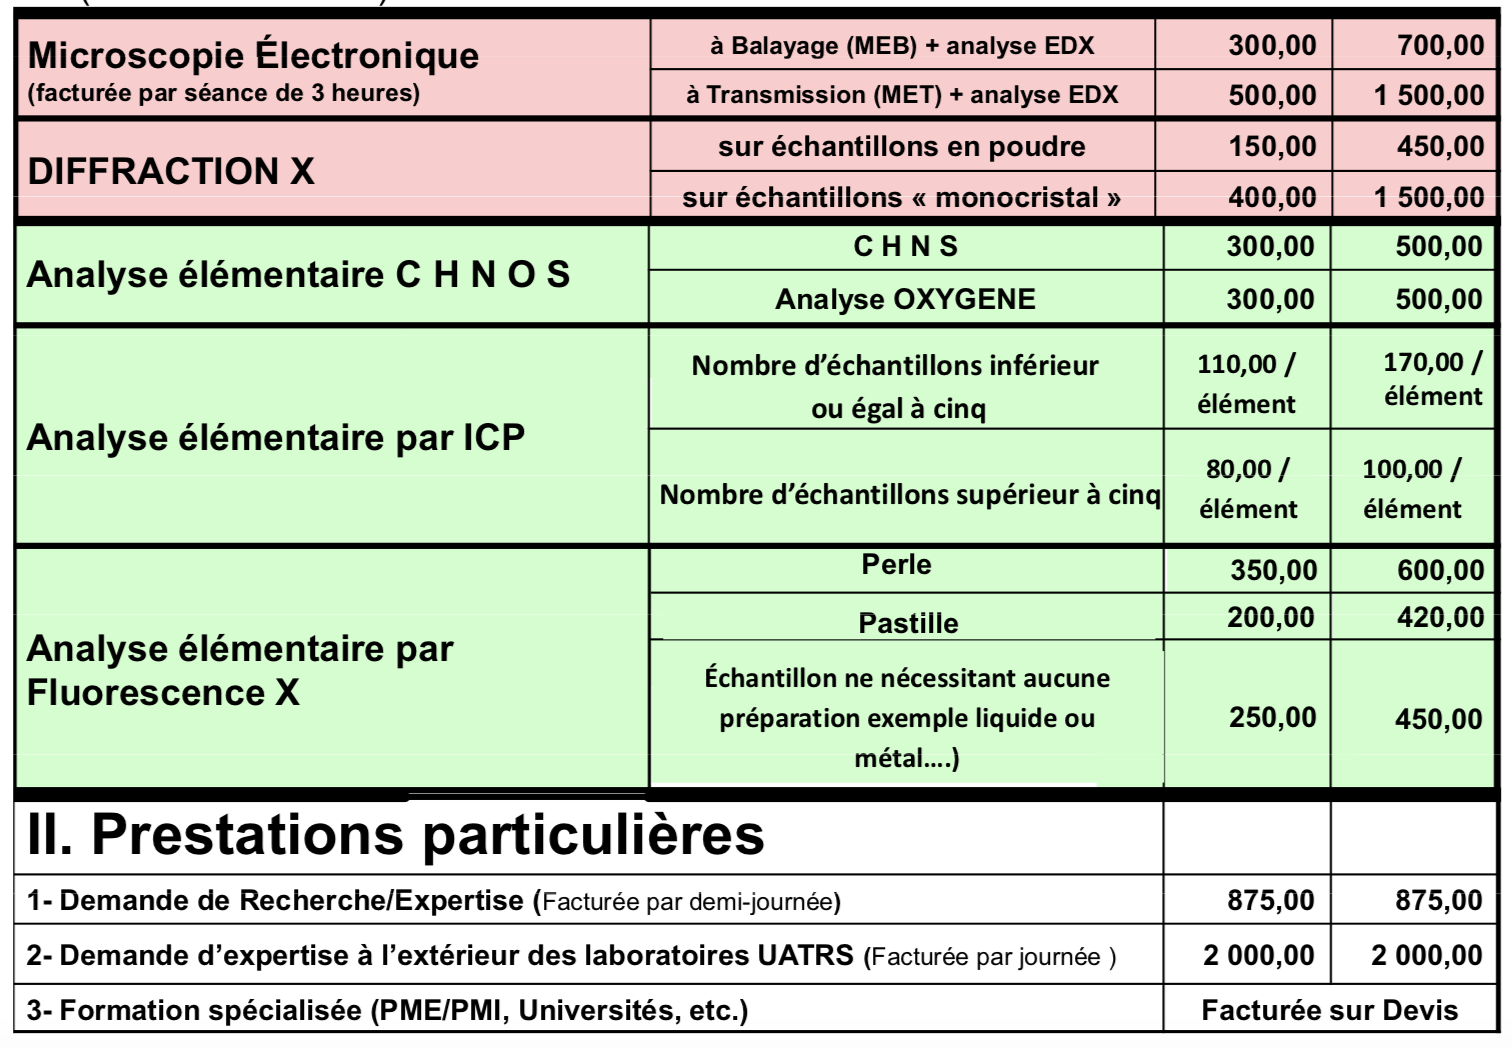 Microscopie Électronique
(facturée par séance de 3 heures)
à Balayage (MEB) + analyse EDX 300,00 700,00
à Transmission (MET) + analyse EDX 500,00 1 500,00
DIFFRACTION X
sur échantillons en poudre 150,00 450,00
sur échantillons « monocristal » 400,00 1 500,00
Analyse élémentaire C H N O S
C H N S 300,00 500,00
Analyse OXYGENE 300,00 500,00
Analyse élémentaire par ICP
Nombre d’échantillons inférieur
ou égal à cinq
110,00 /
élément
170,00 /
élément
Nombre d’échantillons supérieur à cinq
80,00 /
élément
100,00 /
élément
Analyse élémentaire par
Fluorescence X
Perle 350,00 600,00
Pastille 200,00 420,00
Échantillon ne nécessitant aucune
préparation exemple liquide ou
métal….)
250,00 450,00
II. Prestations particulières
1- Demande de Recherche/Expertise (Facturée par demi-journée) 875,00 875,00
2- Demande d’expertise à l’extérieur des laboratoires UATRS (Facturée par journée ) 2 000,00 2 000,00
3- Formation spécialisée (PME/PMI, Universités, etc.) Facturée sur Devis